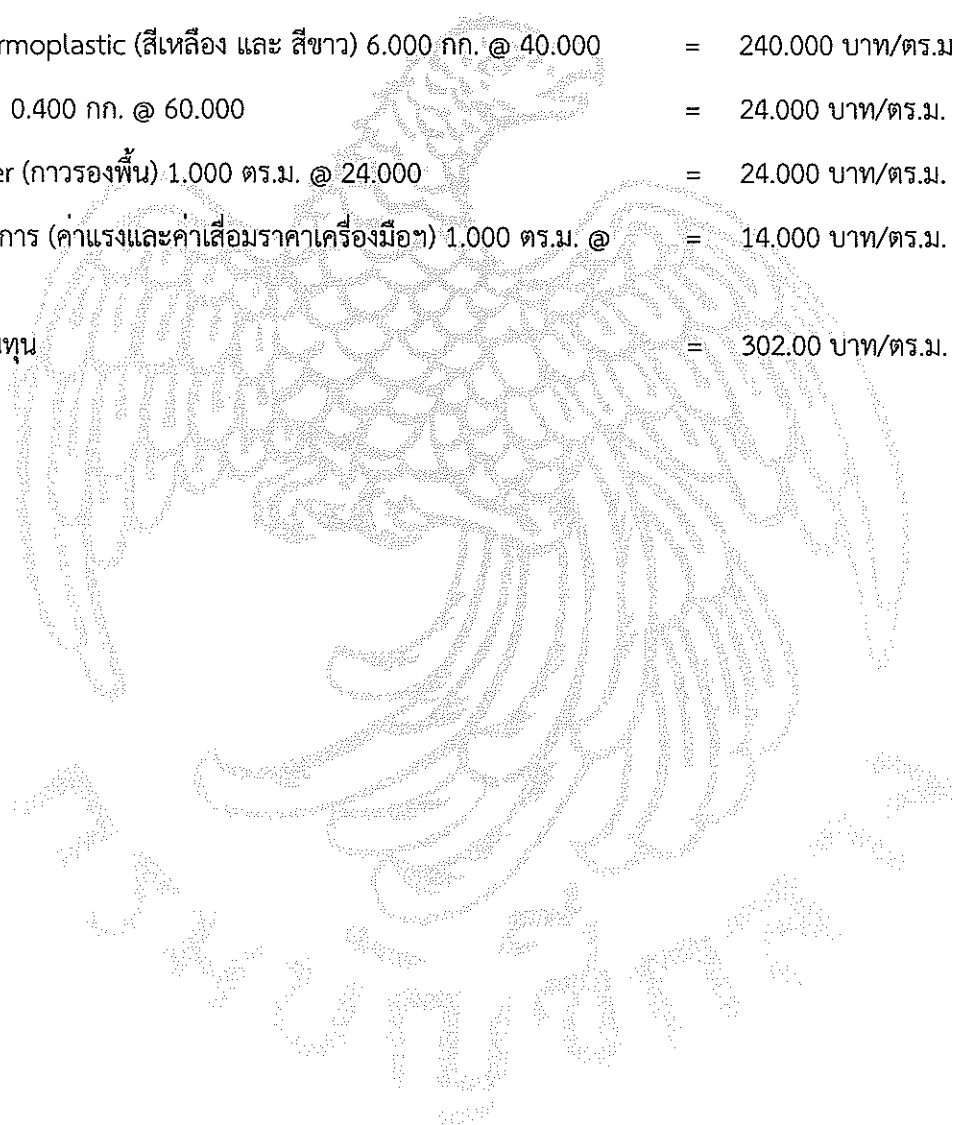 rmoplastic (สีเหลือง และ สีขาว) 6.000 กก. @ 40.000 = 240.000 บาท/ตร.ม
0.400 กก. @ 60.000 = 24.000 บาท/ตร.ม.
er (กาวรองพื้น) 1.000 ตร.ม. @ 24.000 = 24.000 บาท/ตร.ม.
การ (ค่าแรงและค่าเสื่อมราคาเครื่องมือฯ) 1.000 ตร.ม. @ = 14.000 บาท/ตร.ม.
นทุน = 302.00 บาท/ตร.ม.